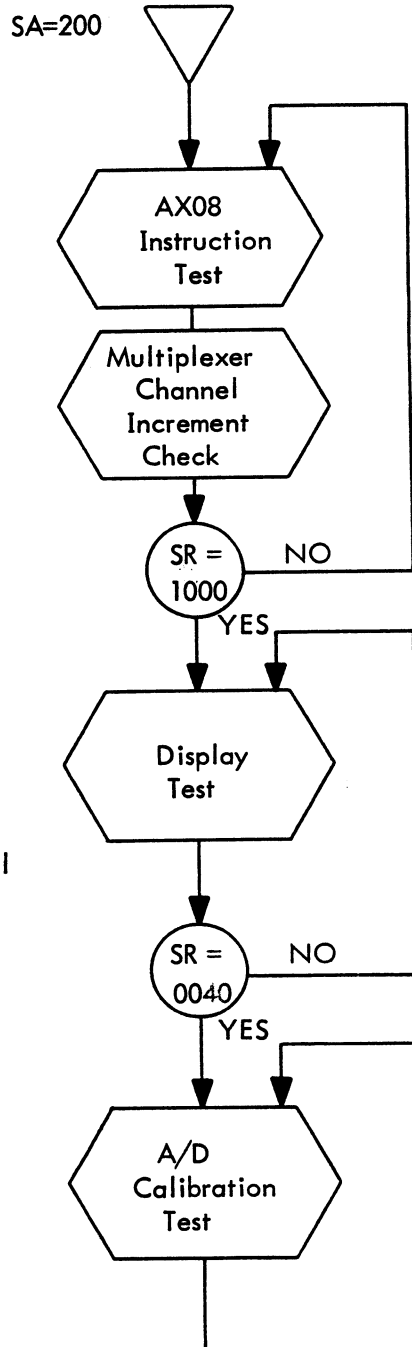 SA=200
AX08
Instruction
Test
Multiplexer
Channel
Increment
Check
SR =
1000
NO
YES
Display
Test
SR =
0040
NO
YES
A/D
Calibration
Test